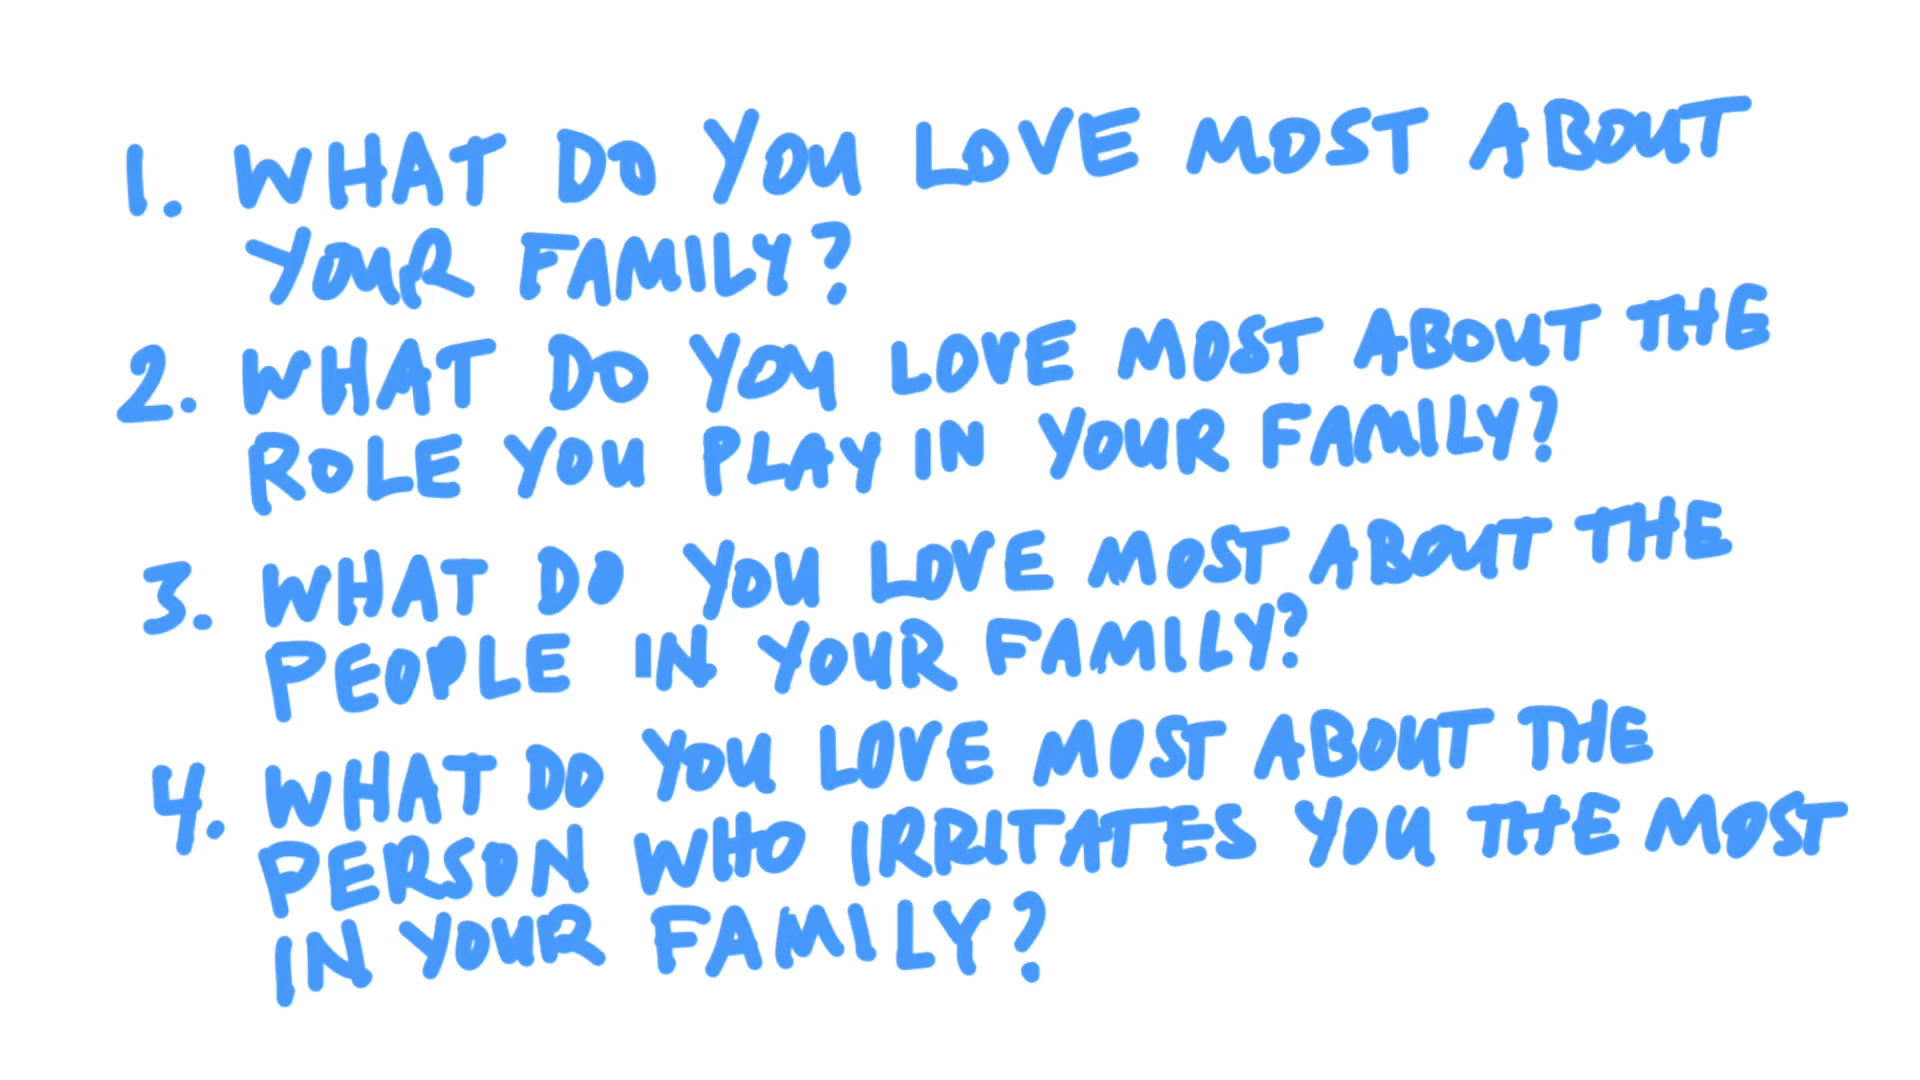 1. WHAT DO YOU LOVE MOST ABOUT
YOUR FAMILY?
2. WHAT DO YOU LOVE MOST ABOUT THE
ROLE YOU PLAY IN YOUR FAMILY?
3. WHAT DO YOU LOVE MOST ABOUT THE
PEOPLE IN YOUR FAMILY?
4. WHAT DO YOU LOVE MOST ABOUT THE
PERSON WHO IRRITATES YOU THE MOST
IN YOUR FAMILY?